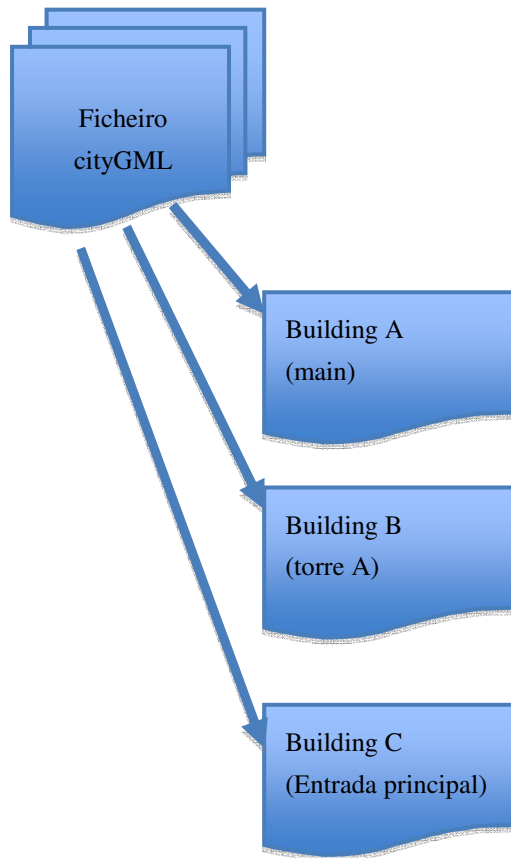 Ficheiro
cityGML
Building A
(main)
Building B
(torre A)
Building C
(Entrada principal)